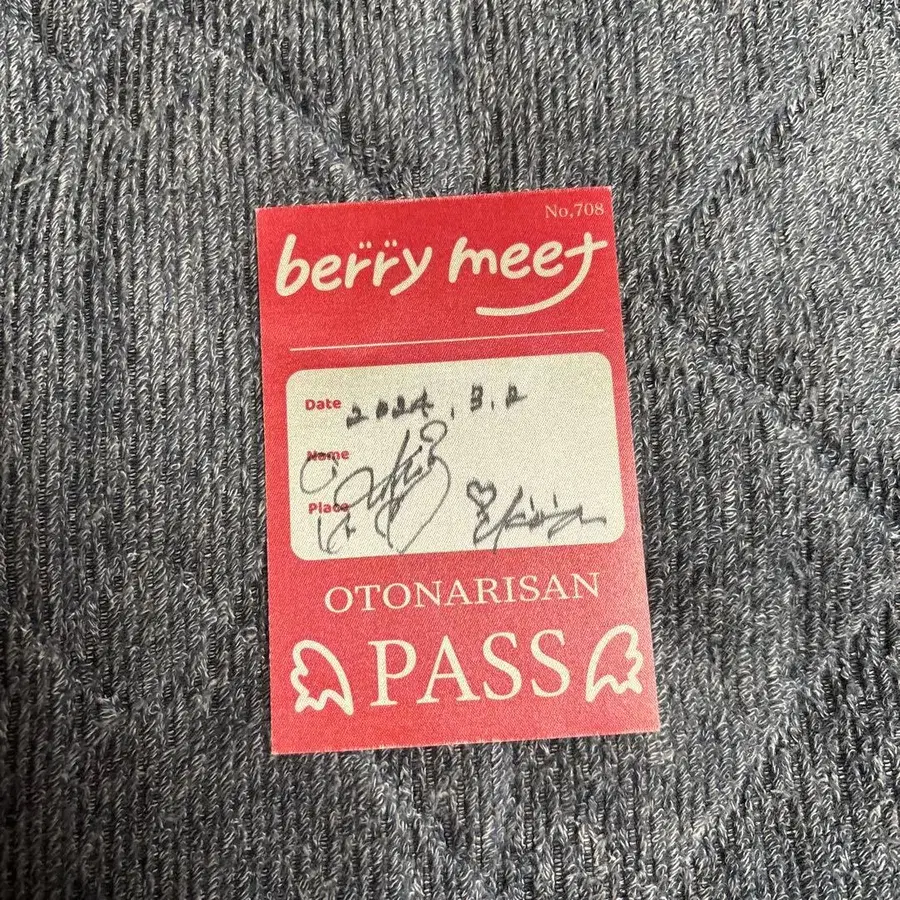 No,708
berry meet
Date 2024.3.2
Name
Place
OTONARISAN
PASS